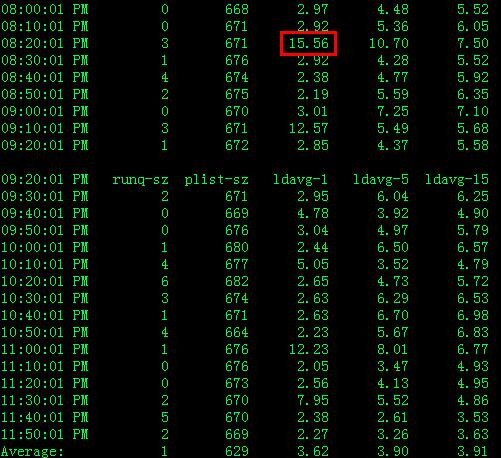 08:00:01 PM 0 668 2.97 4.48 5.52
08:10:01 PM 0 671 2.92 5.36 6.05
08:20:01 PM 3 671 15.56 10.70 7.50
08:30:01 PM 1 676 2.92 4.28 5.52
08:40:01 PM 4 674 2.38 4.77 5.92
08:50:01 PM 2 675 2.19 5.59 6.35
09:00:01 PM 0 670 3.01 7.25 7.10
09:10:01 PM 3 671 12.57 5.49 5.68
09:20:01 PM 1 672 2.85 4.37 5.58
09:20:01 PM runq-sz plist-sz ldavg-1 ldavg-5 ldavg-15
09:30:01 PM 2 671 2.95 6.04 6.25
09:40:01 PM 0 669 4.78 3.92 4.90
09:50:01 PM 0 676 3.04 4.97 5.79
10:00:01 PM 1 680 2.44 6.50 6.57
10:10:01 PM 4 677 5.05 3.52 4.79
10:20:01 PM 6 682 2.65 4.73 5.72
10:30:01 PM 3 674 2.63 6.29 6.53
10:40:01 PM 1 671 2.63 6.70 6.98
10:50:01 PM 4 664 2.23 5.67 6.83
11:00:01 PM 1 676 12.23 8.01 6.77
11:10:01 PM 0 676 2.05 3.47 4.93
11:20:01 PM 0 673 2.56 4.13 4.95
11:30:01 PM 2 670 7.95 5.52 4.86
11:40:01 PM 5 670 2.38 2.61 3.53
11:50:01 PM 2 669 2.27 3.26 3.63
Average: 1 629 3.62 3.90 3.91